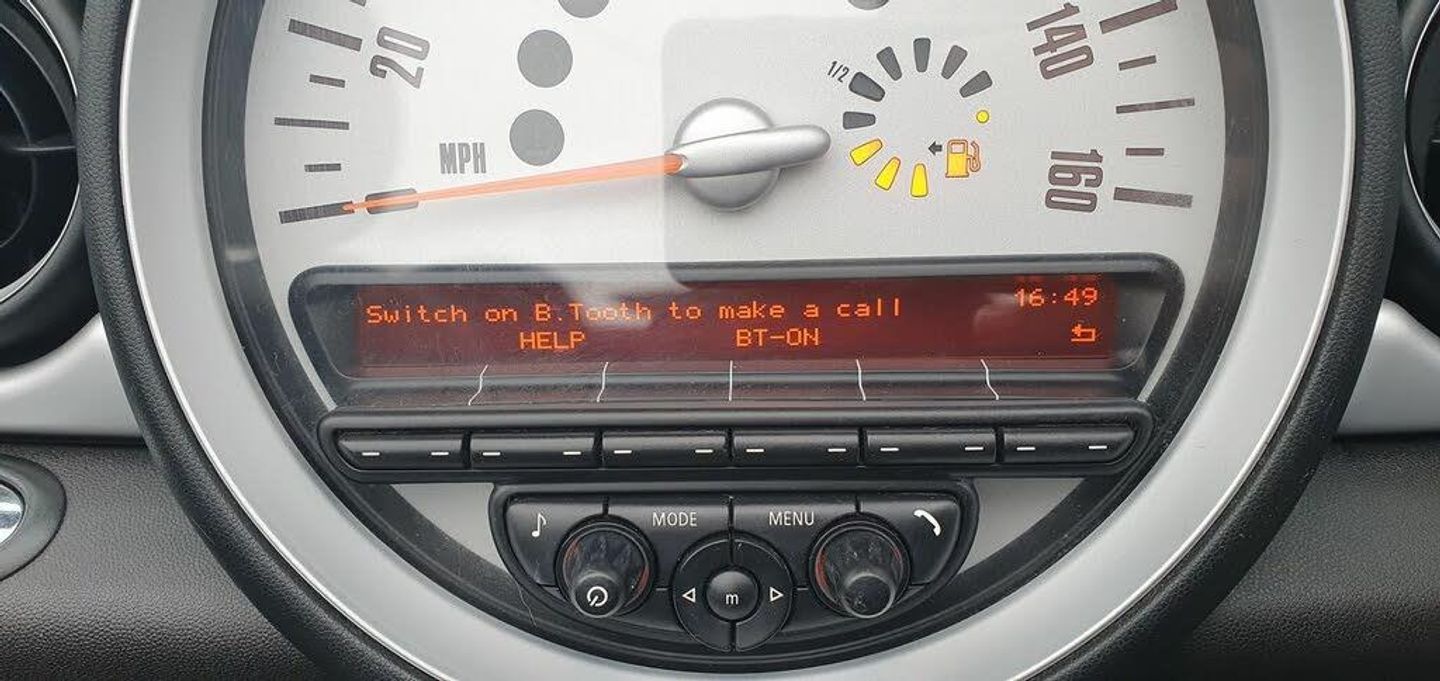 20
MPH
1/2
140
160
16:49
Switch on B.Tooth to make a call
HELP BT-ON
MODE MENU
m